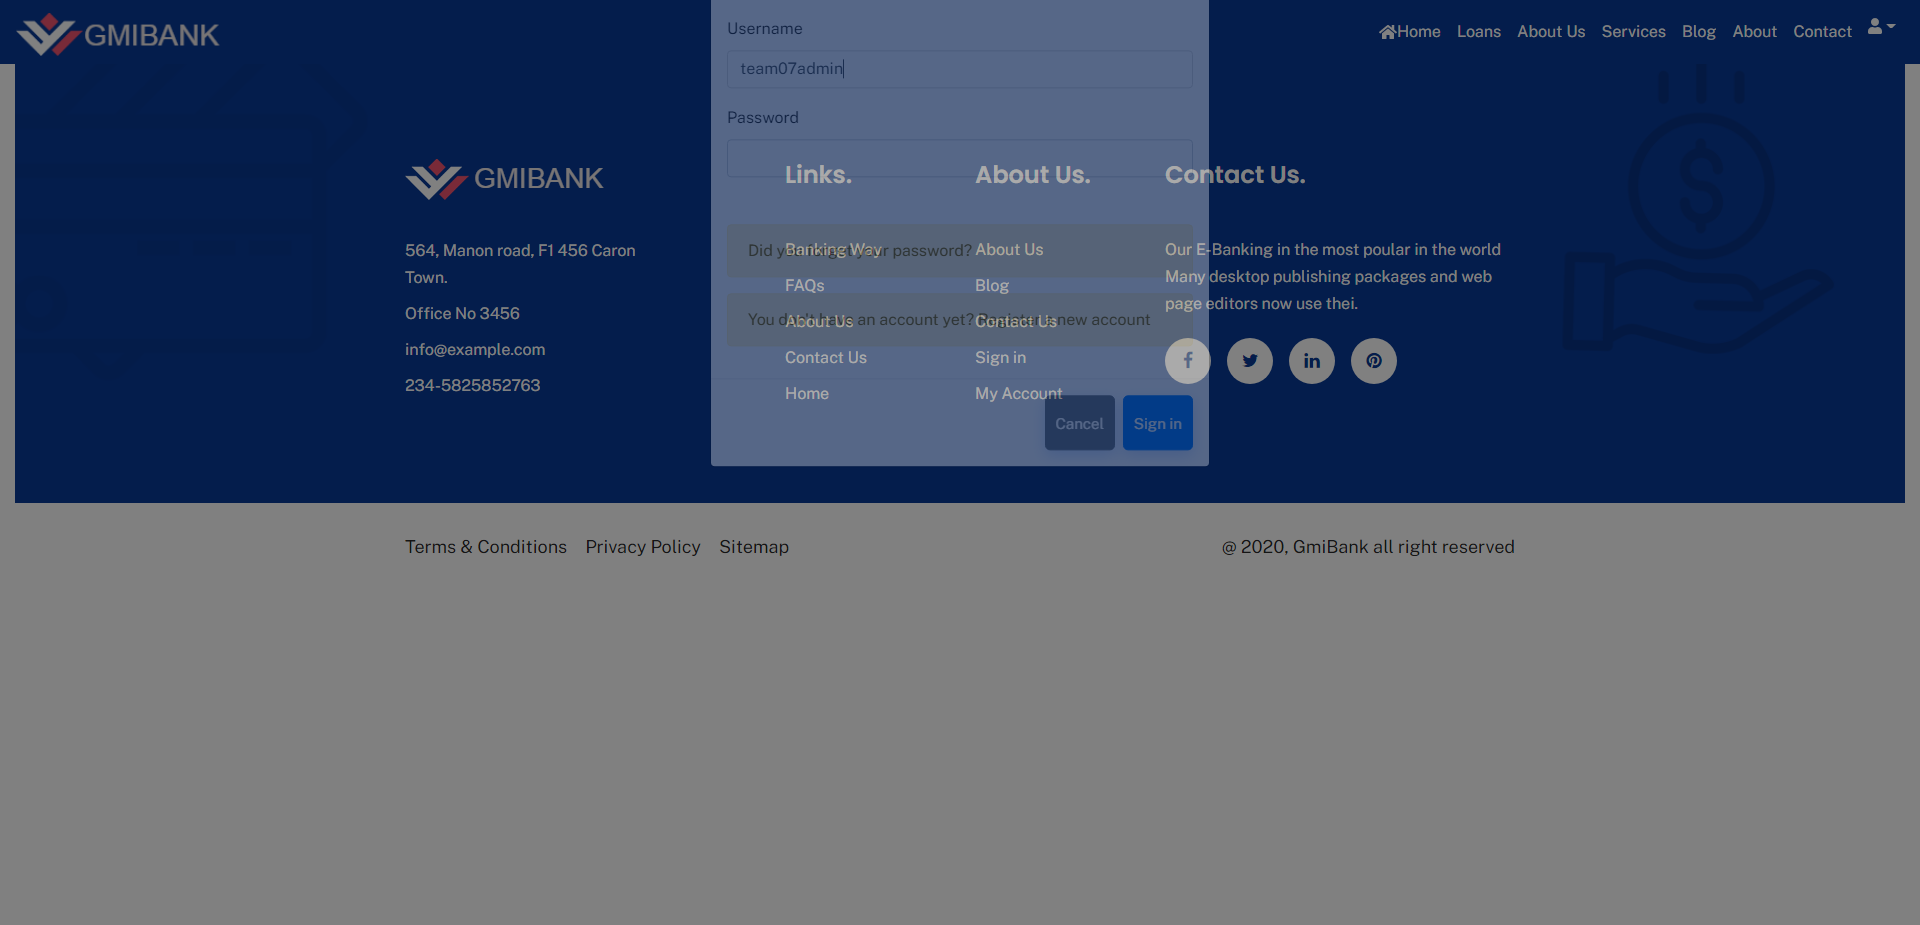 GMIBANK
Home Loans About Us Services Blog About Contact
Username
team07admin
Password
GMIBANK
564, Manon road, F1 456 Caron
Town.
Office No 3456
info@example.com
234-5825852763
Links.
Banking Way
FAQs
About Us
Contact Us
Home
About Us.
About Us
Blog
Contact Us
Sign in
My Account
Contact Us.
Our E-Banking in the most poular in the world
Many desktop publishing packages and web
page editors now use thei.
Did you forget your password?
You don't have an account yet? Register a new account
Cancel Sign in
Terms & Conditions Privacy Policy Sitemap
@ 2020, GmiBank all right reserved